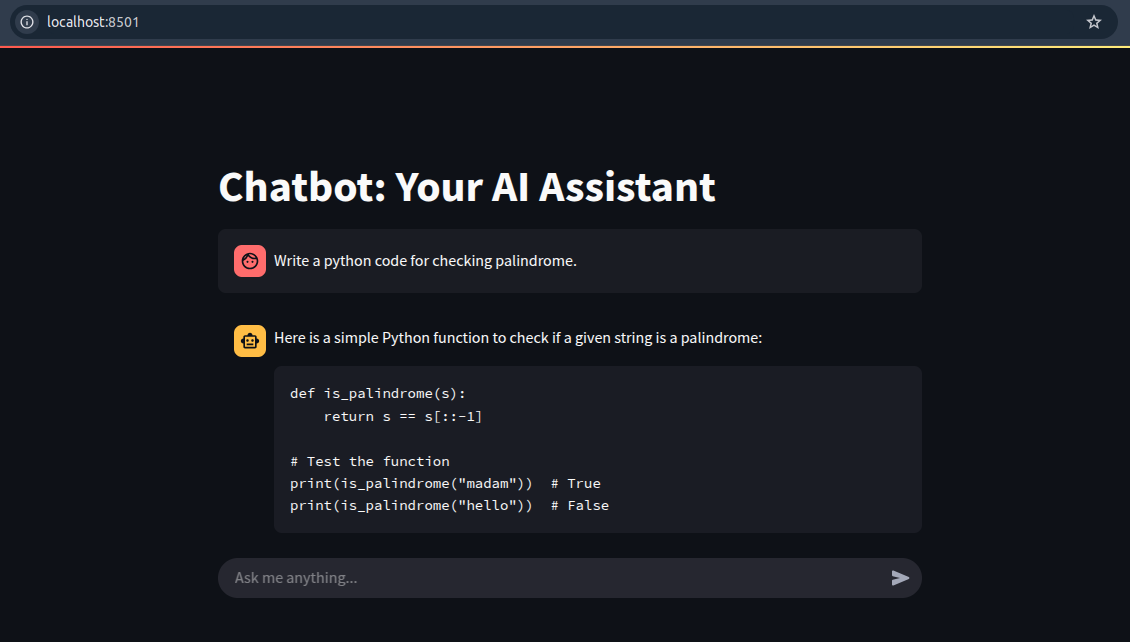 localhost:8501
Chatbot: Your AI Assistant
Write a python code for checking palindrome.
Here is a simple Python function to check if a given string is a palindrome:
def is_palindrome(s):
    return s == s[::-1]

# Test the function
print(is_palindrome("madam"))  # True
print(is_palindrome("hello"))  # False
Ask me anything...